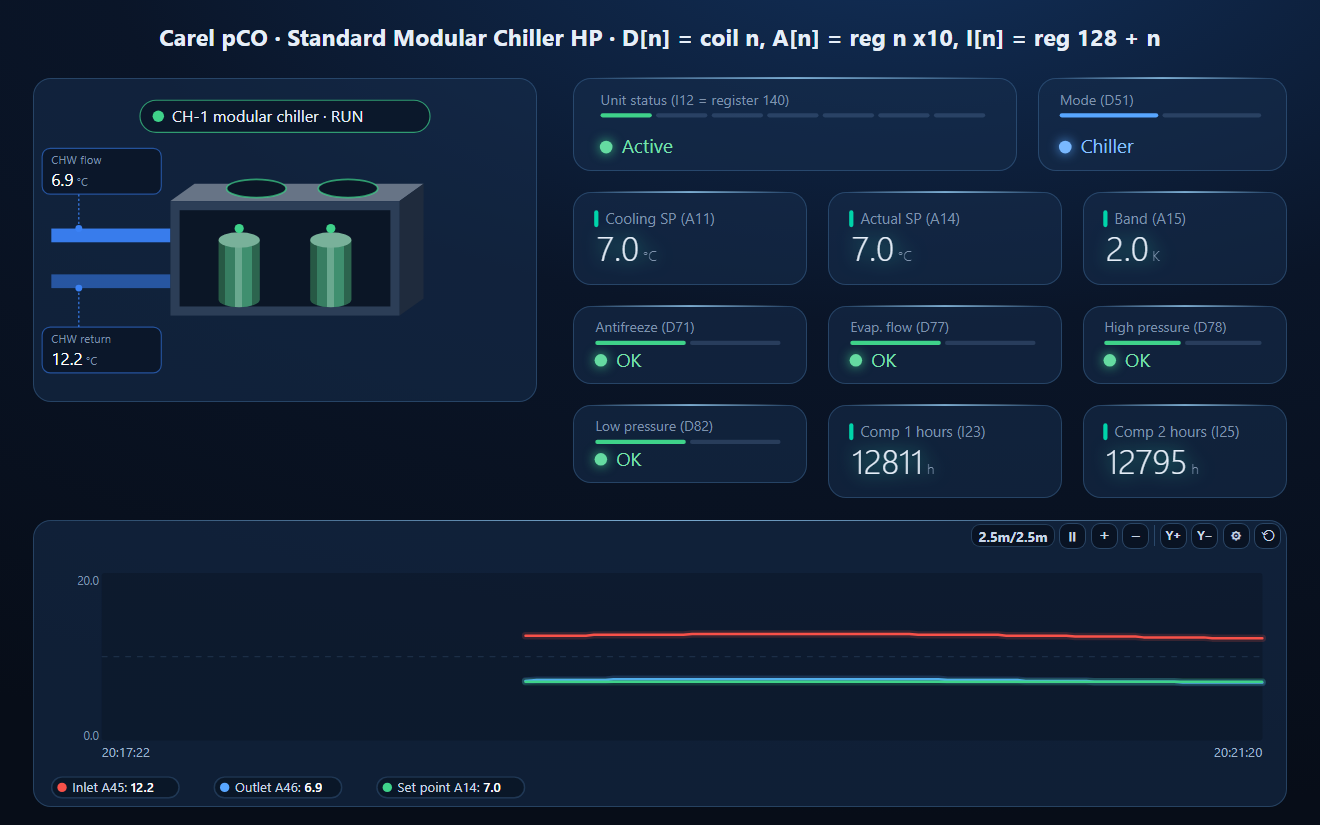 Carel pCO · Standard Modular Chiller HP · D[n] = coil n, A[n] = reg n x10, I[n] = reg 128 + n
CH-1 modular chiller · RUN
CHW flow
6.9 °C
CHW return
12.2 °C
Unit status (I12 = register 140)
Active
Mode (D51)
Chiller
Cooling SP (A11)
7.0 °C
Actual SP (A14)
7.0 °C
Band (A15)
2.0 K
Antifreeze (D71)
OK
Evap. flow (D77)
OK
High pressure (D78)
OK
Low pressure (D82)
OK
Comp 1 hours (I23)
12811 h
Comp 2 hours (I25)
12795 h
2.5m/2.5m
+
−
Y+
Y−
20.0
0.0
20:17:22
20:21:20
Inlet A45: 12.2
Outlet A46: 6.9
Set point A14: 7.0